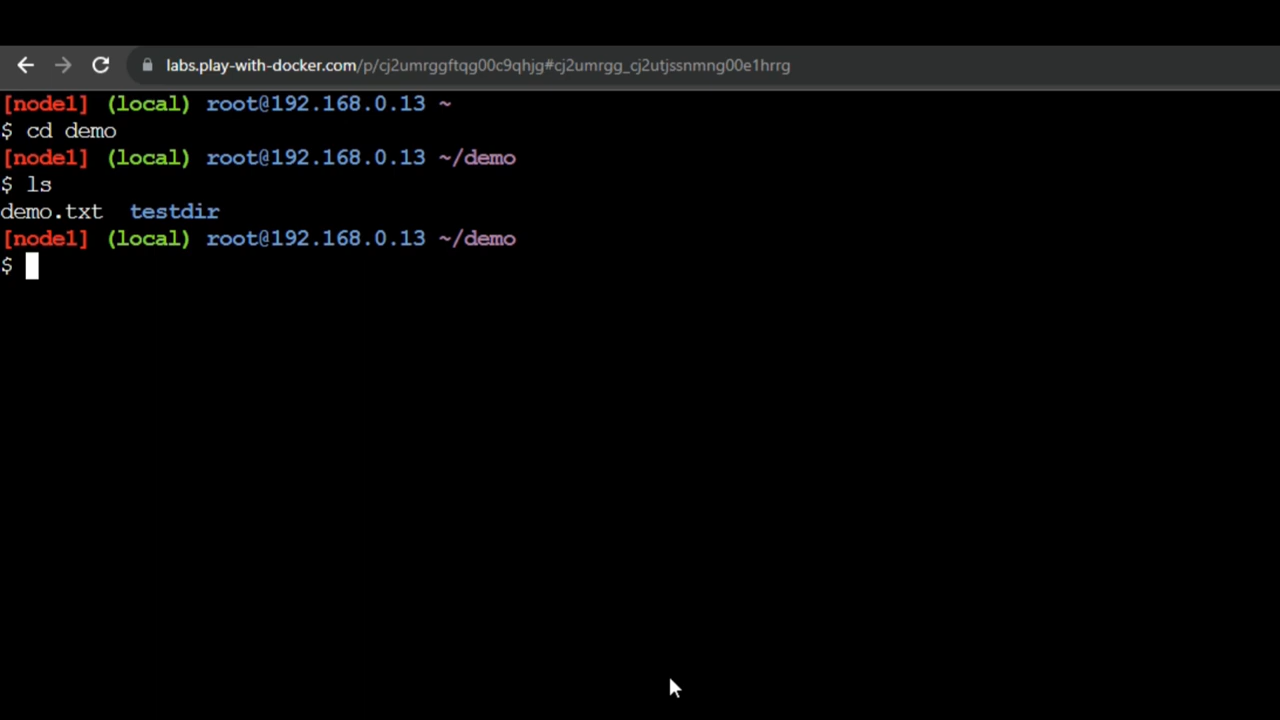 labs.play-with-docker.com/p/cj2umrggftqg00c9qhjg#cj2umrgg_cj2utjssnmng00e1hrrg
[node1] (local) root@192.168.0.13 ~
$ cd demo
[node1] (local) root@192.168.0.13 ~/demo
$ ls
demo.txt  testdir
[node1] (local) root@192.168.0.13 ~/demo
$